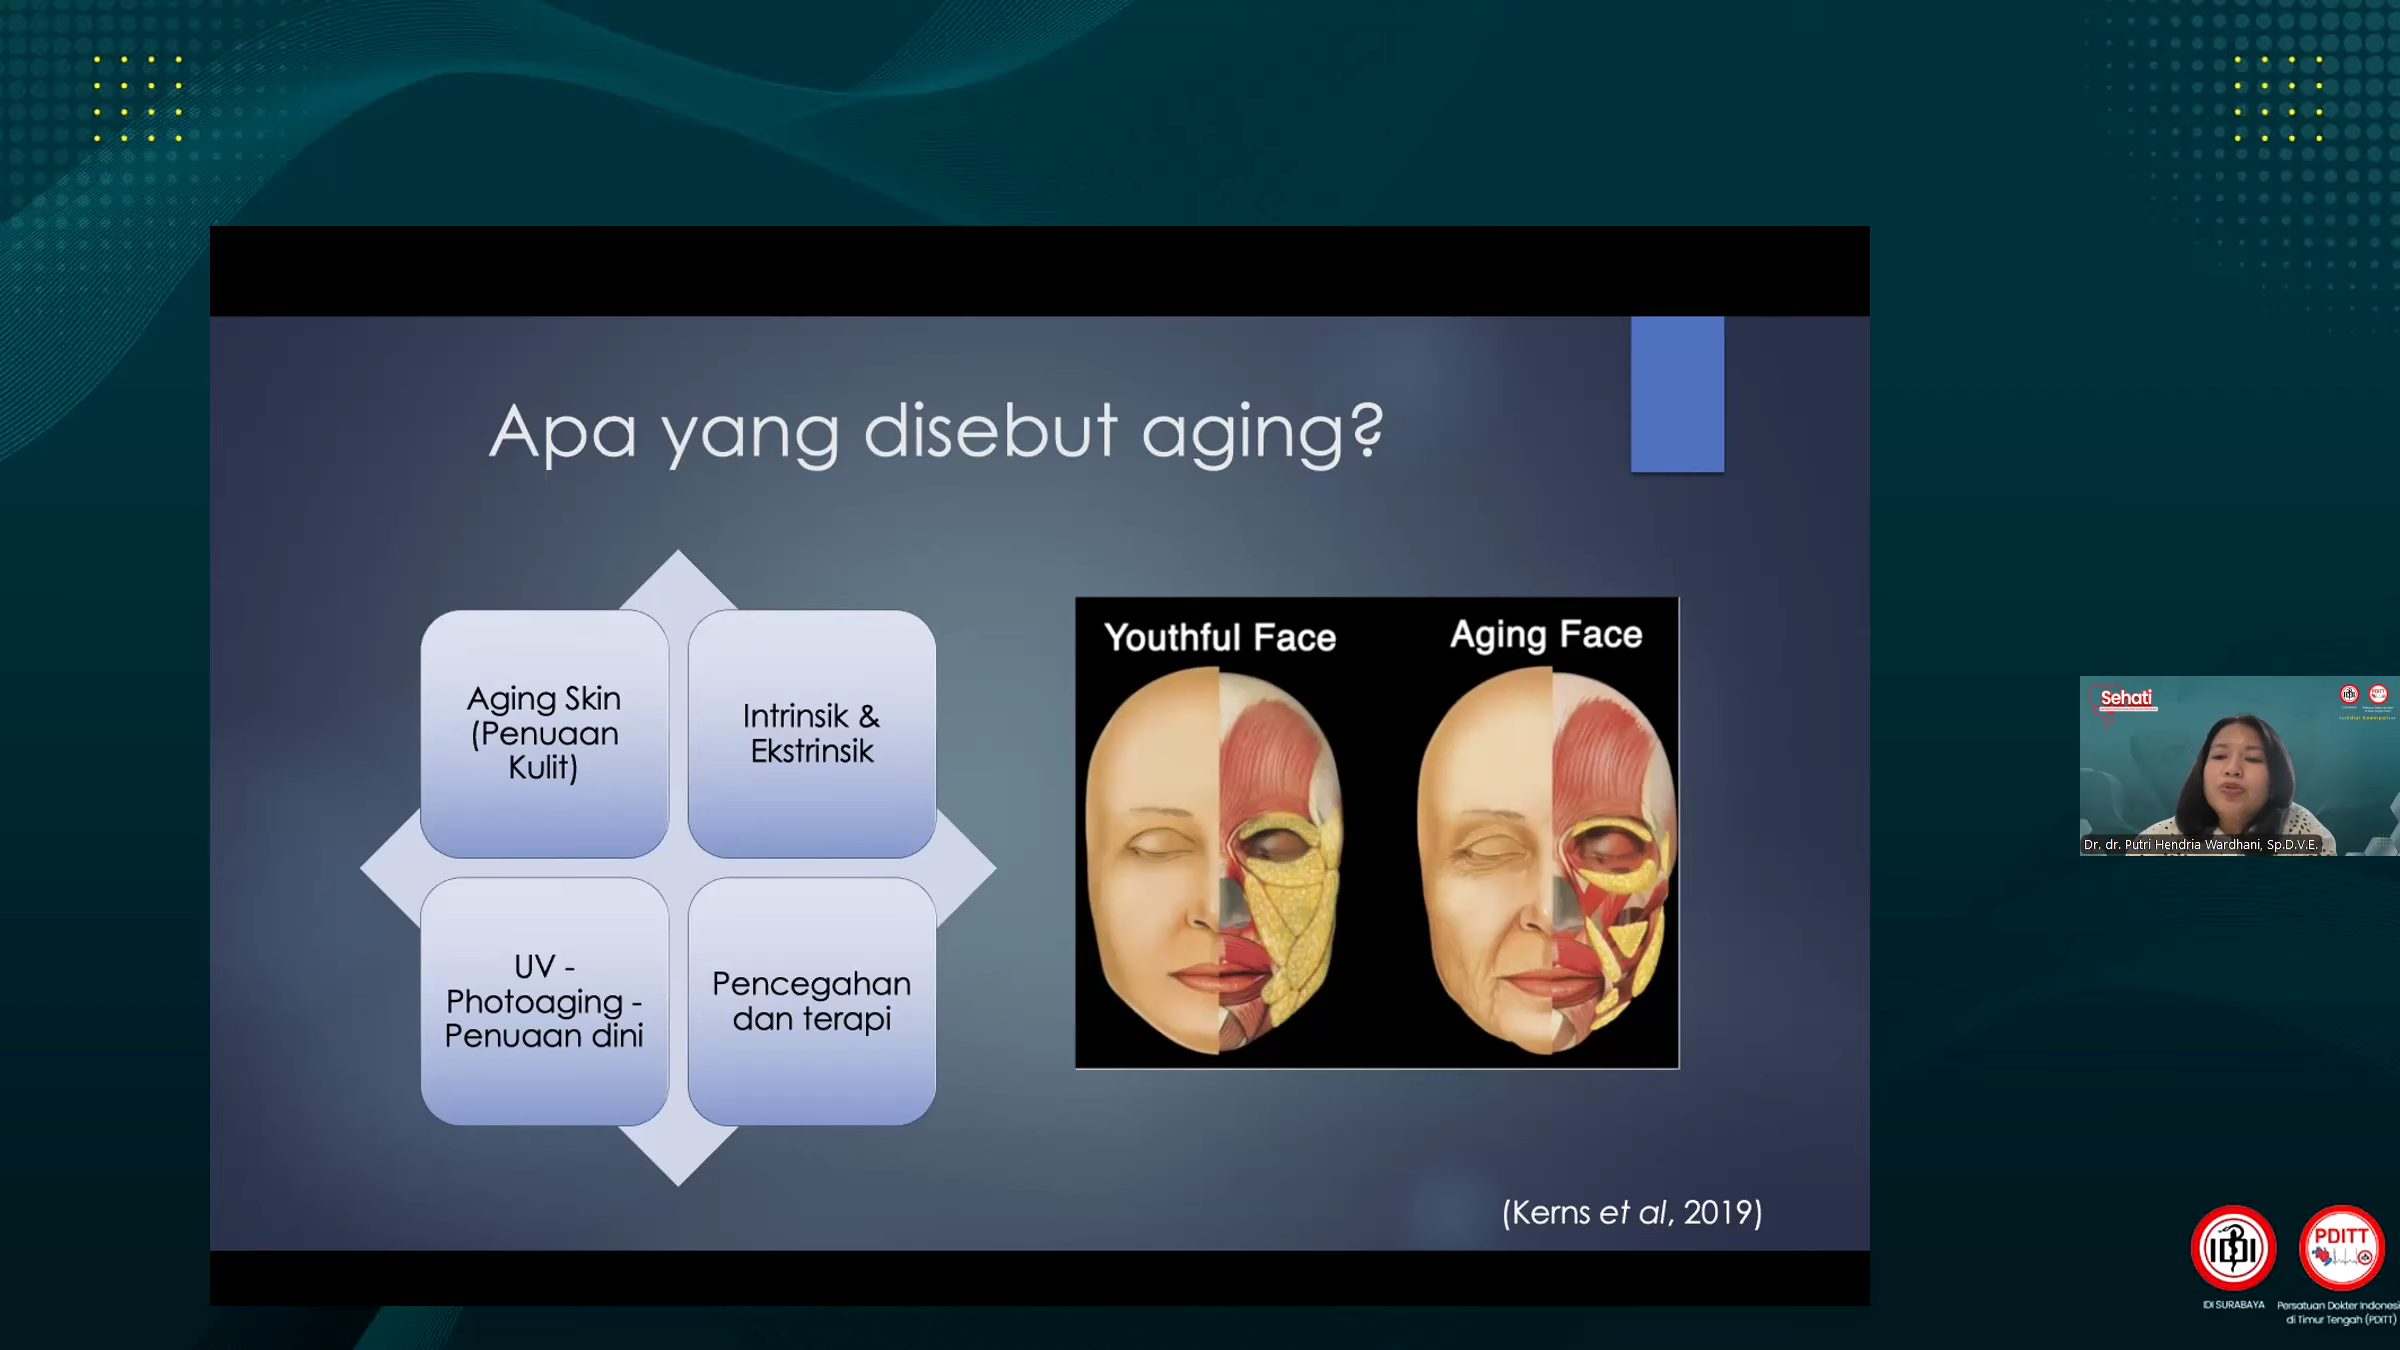 Apa yang disebut aging?
Aging Skin
(Penuaan
Kulit)
Intrinsik &
Ekstrinsik
UV -
Photoaging -
Penuaan dini
Pencegahan
dan terapi
Youthful Face
Aging Face
(Kerns et al, 2019)
Sehati
Dr. dr. Putri Hendria Wardhani, Sp.D.V.E.
PDITT
IDI SURABAYA
Persatuan Dokter Indonesi
di Timur Tengah (PDITT)